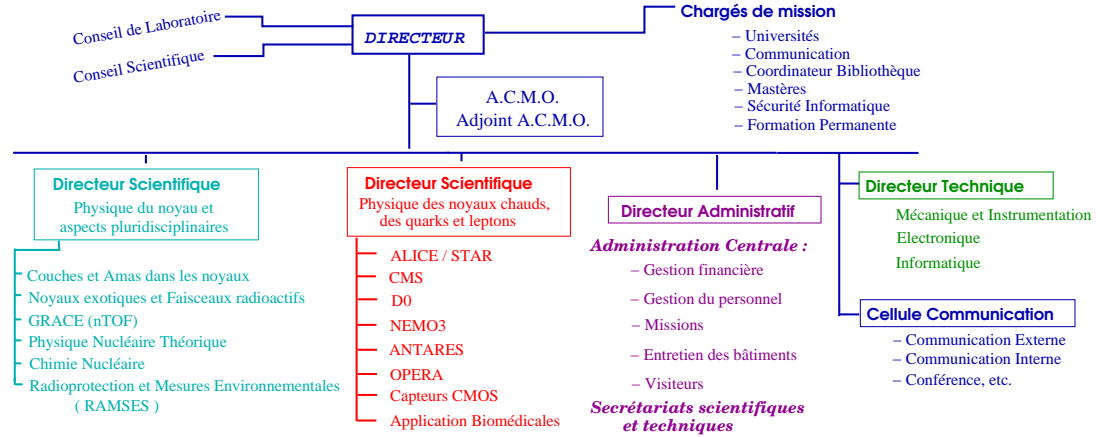 Conseil de Laboratoire
Conseil Scientifique
DIRECTEUR
Chargés de mission
– Universités
– Communication
– Coordinateur Bibliothèque
– Mastères
– Sécurité Informatique
– Formation Permanente
A.C.M.O.
Adjoint A.C.M.O.
Directeur Scientifique
Physique du noyau et
aspects pluridisciplinaires
Couches et Amas dans les noyaux
Noyaux exotiques et Faisceaux radioactifs
GRACE (nTOF)
Physique Nucléaire Théorique
Chimie Nucléaire
Radioprotection et Mesures Environnementales
( RAMSES )
Directeur Scientifique
Physique des noyaux chauds,
des quarks et leptons
ALICE / STAR
CMS
D0
NEMO3
ANTARES
OPERA
Capteurs CMOS
Application Biomédicales
Directeur Administratif
Administration Centrale :
– Gestion financière
– Gestion du personnel
– Missions
– Entretien des bâtiments
– Visiteurs
Secrétariats scientifiques
et techniques
Directeur Technique
Mécanique et Instrumentation
Electronique
Informatique
Cellule Communication
– Communication Externe
– Communication Interne
– Conférence, etc.